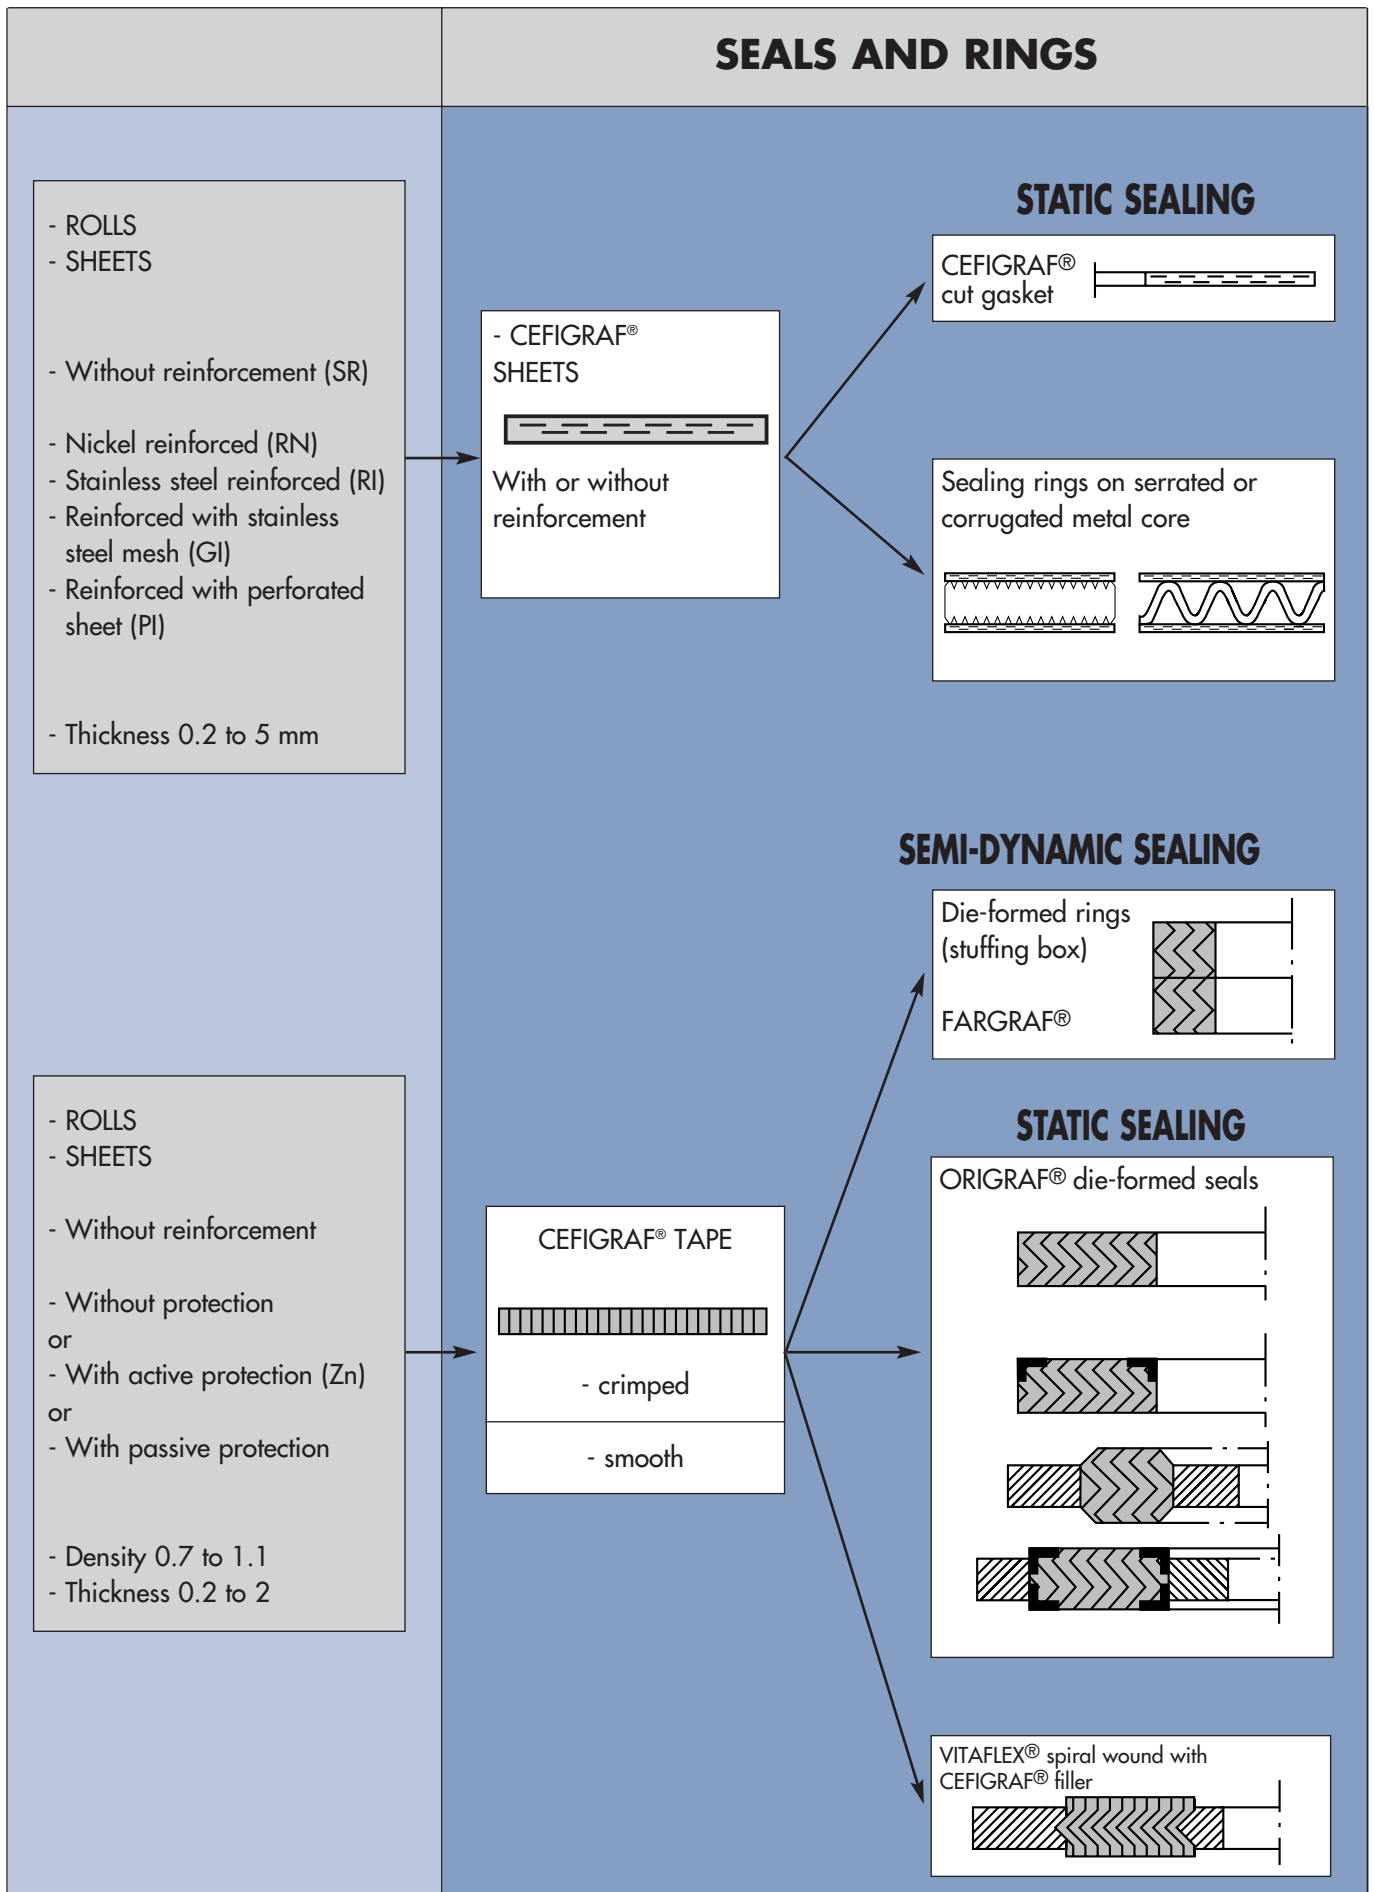 SEALS AND RINGS
- ROLLS
- SHEETS
- Without reinforcement (SR)
- Nickel reinforced (RN)
- Stainless steel reinforced (RI)
- Reinforced with stainless
steel mesh (GI)
- Reinforced with perforated
sheet (PI)
- Thickness 0.2 to 5 mm
- CEFIGRAF®
SHEETS
With or without
reinforcement
STATIC SEALING
CEFIGRAF®
cut gasket
Sealing rings on serrated or
corrugated metal core
SEMI-DYNAMIC SEALING
Die-formed rings
(stuffing box)
FARGRAF®
- ROLLS
- SHEETS
- Without reinforcement
- Without protection
or
- With active protection (Zn)
or
- With passive protection
- Density 0.7 to 1.1
- Thickness 0.2 to 2
CEFIGRAF® TAPE
- crimped
- smooth
STATIC SEALING
ORIGRAF® die-formed seals
VITAFLEX® spiral wound with
CEFIGRAF® filler